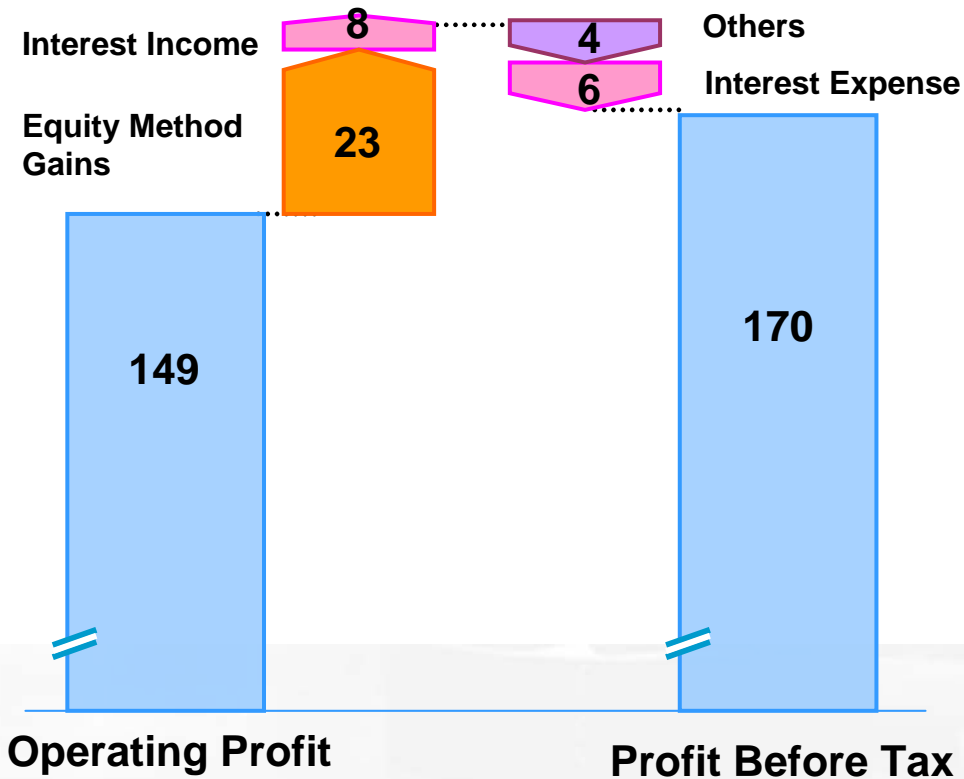 Interest Income
8
Equity Method
Gains
23
4
Others
6
Interest Expense
149
170
Operating Profit
Profit Before Tax